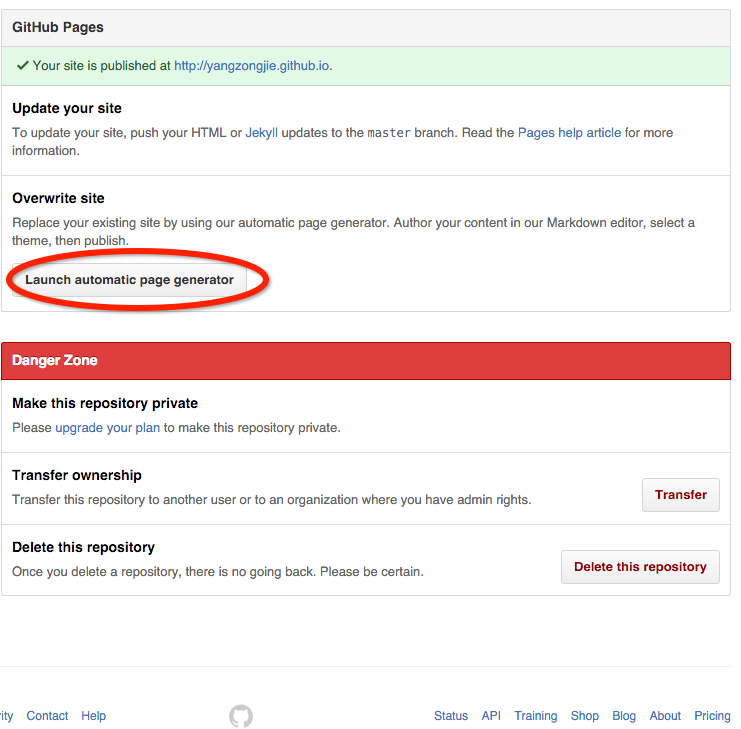 GitHub Pages
Your site is published at http://yangzongjie.github.io.
Update your site
To update your site, push your HTML or Jekyll updates to the master branch. Read the Pages help article for more
information.
Overwrite site
Replace your existing site by using our automatic page generator. Author your content in our Markdown editor, select a
theme, then publish.
Launch automatic page generator
Danger Zone
Make this repository private
Please upgrade your plan to make this repository private.
Transfer ownership
Transfer this repository to another user or to an organization where you have admin rights.
Transfer
Delete this repository
Once you delete a repository, there is no going back. Please be certain.
Delete this repository
rity Contact Help Status API Training Shop Blog About Pricing